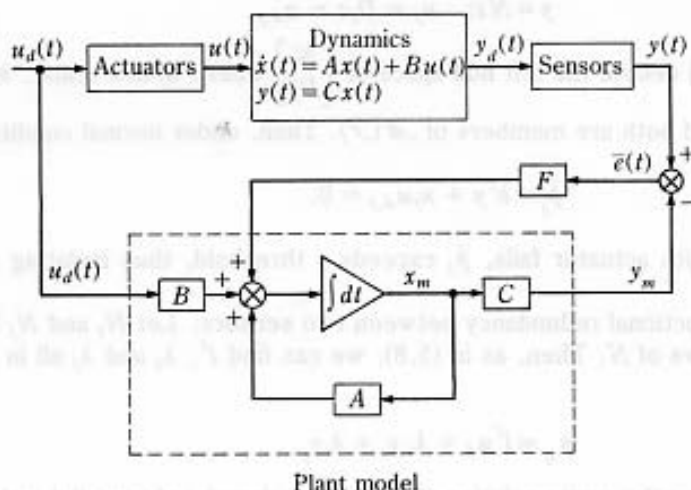 u_d(t)
Actuators
u(t)
Dynamics
ẋ(t) = Ax(t) + Bu(t)
y(t) = Cx(t)
y_d(t)
Sensors
y(t)
+
ē(t)
−
F
u_d(t)
B
+
+
+
∫dt
x_m
C
y_m
A
Plant model